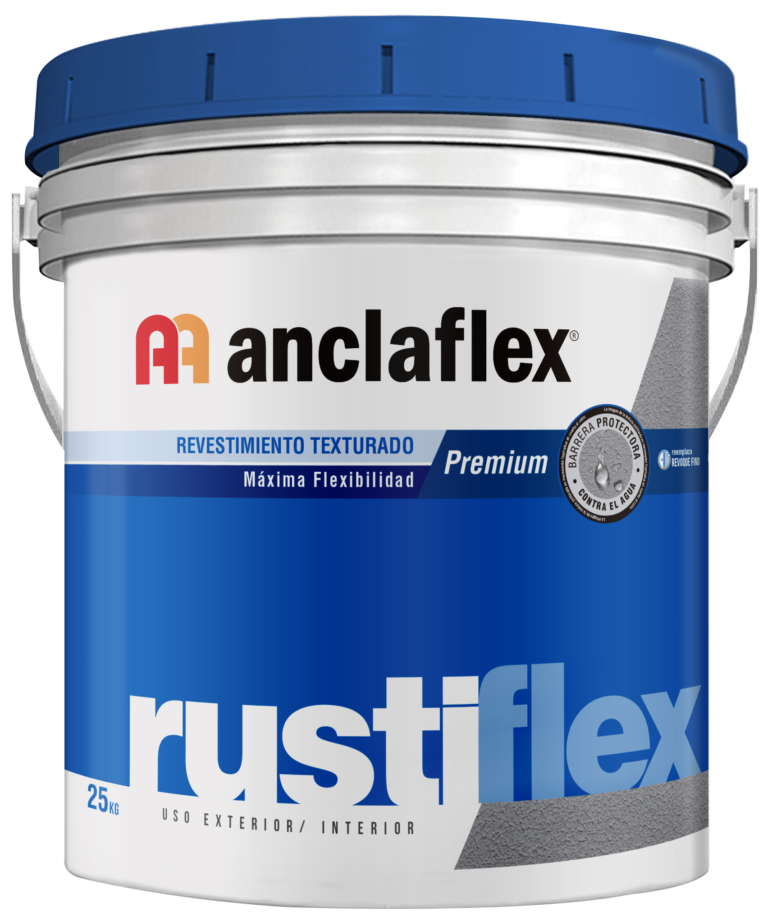 anclaflex®
REVESTIMIENTO TEXTURADO
Máxima Flexibilidad
Premium
BARRERA PROTECTORA
CONTRA EL AGUA
reemplaza
REVOQUE FINO
rustiflex
25KG
USO EXTERIOR/ INTERIOR